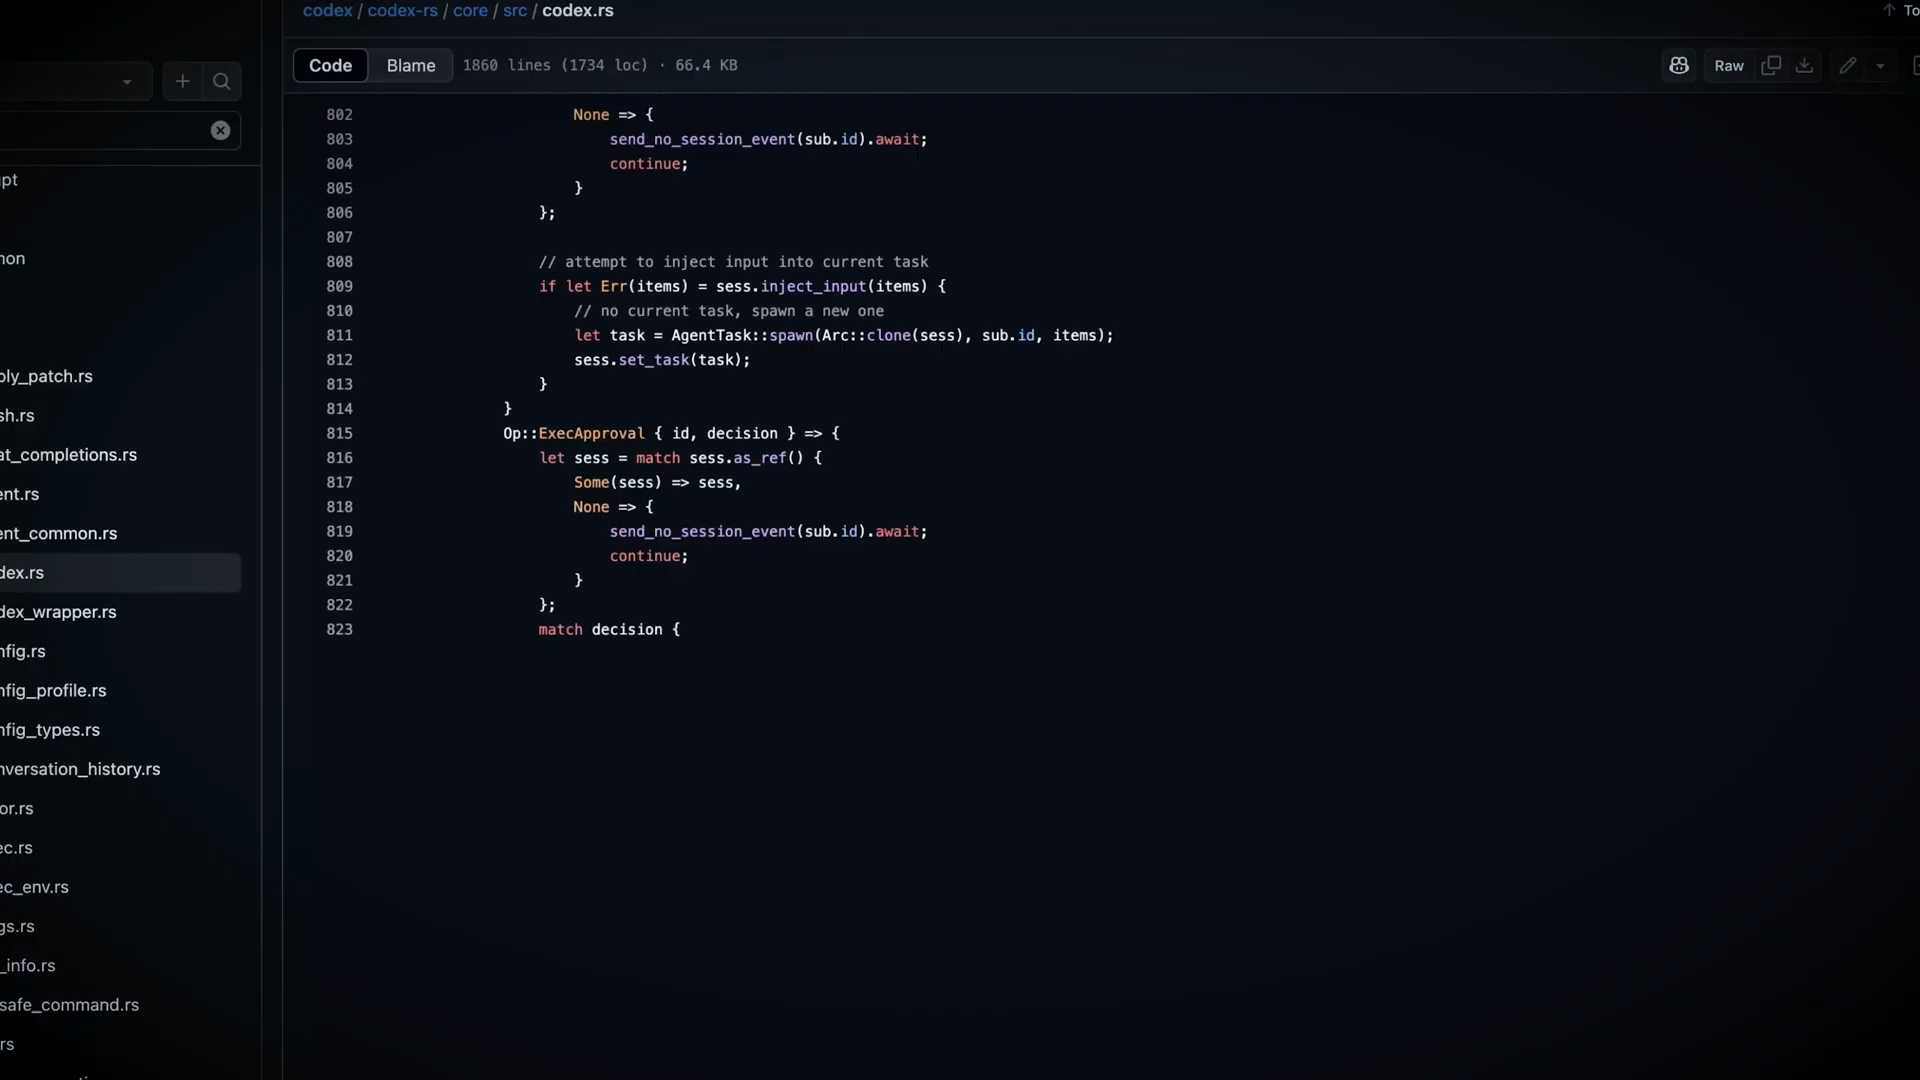 codex / codex-rs / core / src / codex.rs
To
Code Blame 1860 lines (1734 loc) · 66.4 KB
Raw
pt
non
ply_patch.rs
sh.rs
at_completions.rs
ent.rs
ent_common.rs
dex.rs
dex_wrapper.rs
nfig.rs
nfig_profile.rs
nfig_types.rs
nversation_history.rs
or.rs
ec.rs
ec_env.rs
gs.rs
_info.rs
safe_command.rs
rs
802 None => {
803 send_no_session_event(sub.id).await;
804 continue;
805 }
806 };
807
808 // attempt to inject input into current task
809 if let Err(items) = sess.inject_input(items) {
810 // no current task, spawn a new one
811 let task = AgentTask::spawn(Arc::clone(sess), sub.id, items);
812 sess.set_task(task);
813 }
814 }
815 Op::ExecApproval { id, decision } => {
816 let sess = match sess.as_ref() {
817 Some(sess) => sess,
818 None => {
819 send_no_session_event(sub.id).await;
820 continue;
821 }
822 };
823 match decision {